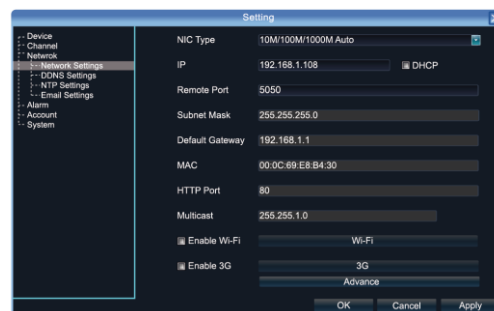 Setting
Device
Channel
Netwrok
Network Settings
DDNS Settings
NTP Settings
Email Settings
Alarm
Account
System
NIC Type 10M/100M/1000M Auto
IP 192.168.1.108 DHCP
Remote Port 5050
Subnet Mask 255.255.255.0
Default Gateway 192.168.1.1
MAC 00:0C:69:E8:B4:30
HTTP Port 80
Multicast 255.255.1.0
Enable Wi-Fi Wi-Fi
Enable 3G 3G
Advance
OK Cancel Apply